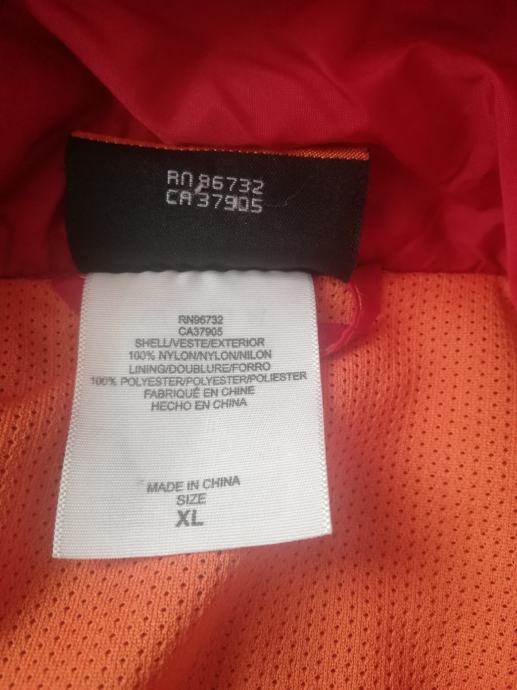 RN 86732
CA 37905
RN96732
CA37905
SHELL/VESTE/EXTERIOR
100% NYLON/NYLON/NILON
LINING/DOUBLURE/FORRO
100% POLYESTER/POLYESTER/POLIESTER
FABRIQUÉ EN CHINE
HECHO EN CHINA
MADE IN CHINA
SIZE
XL